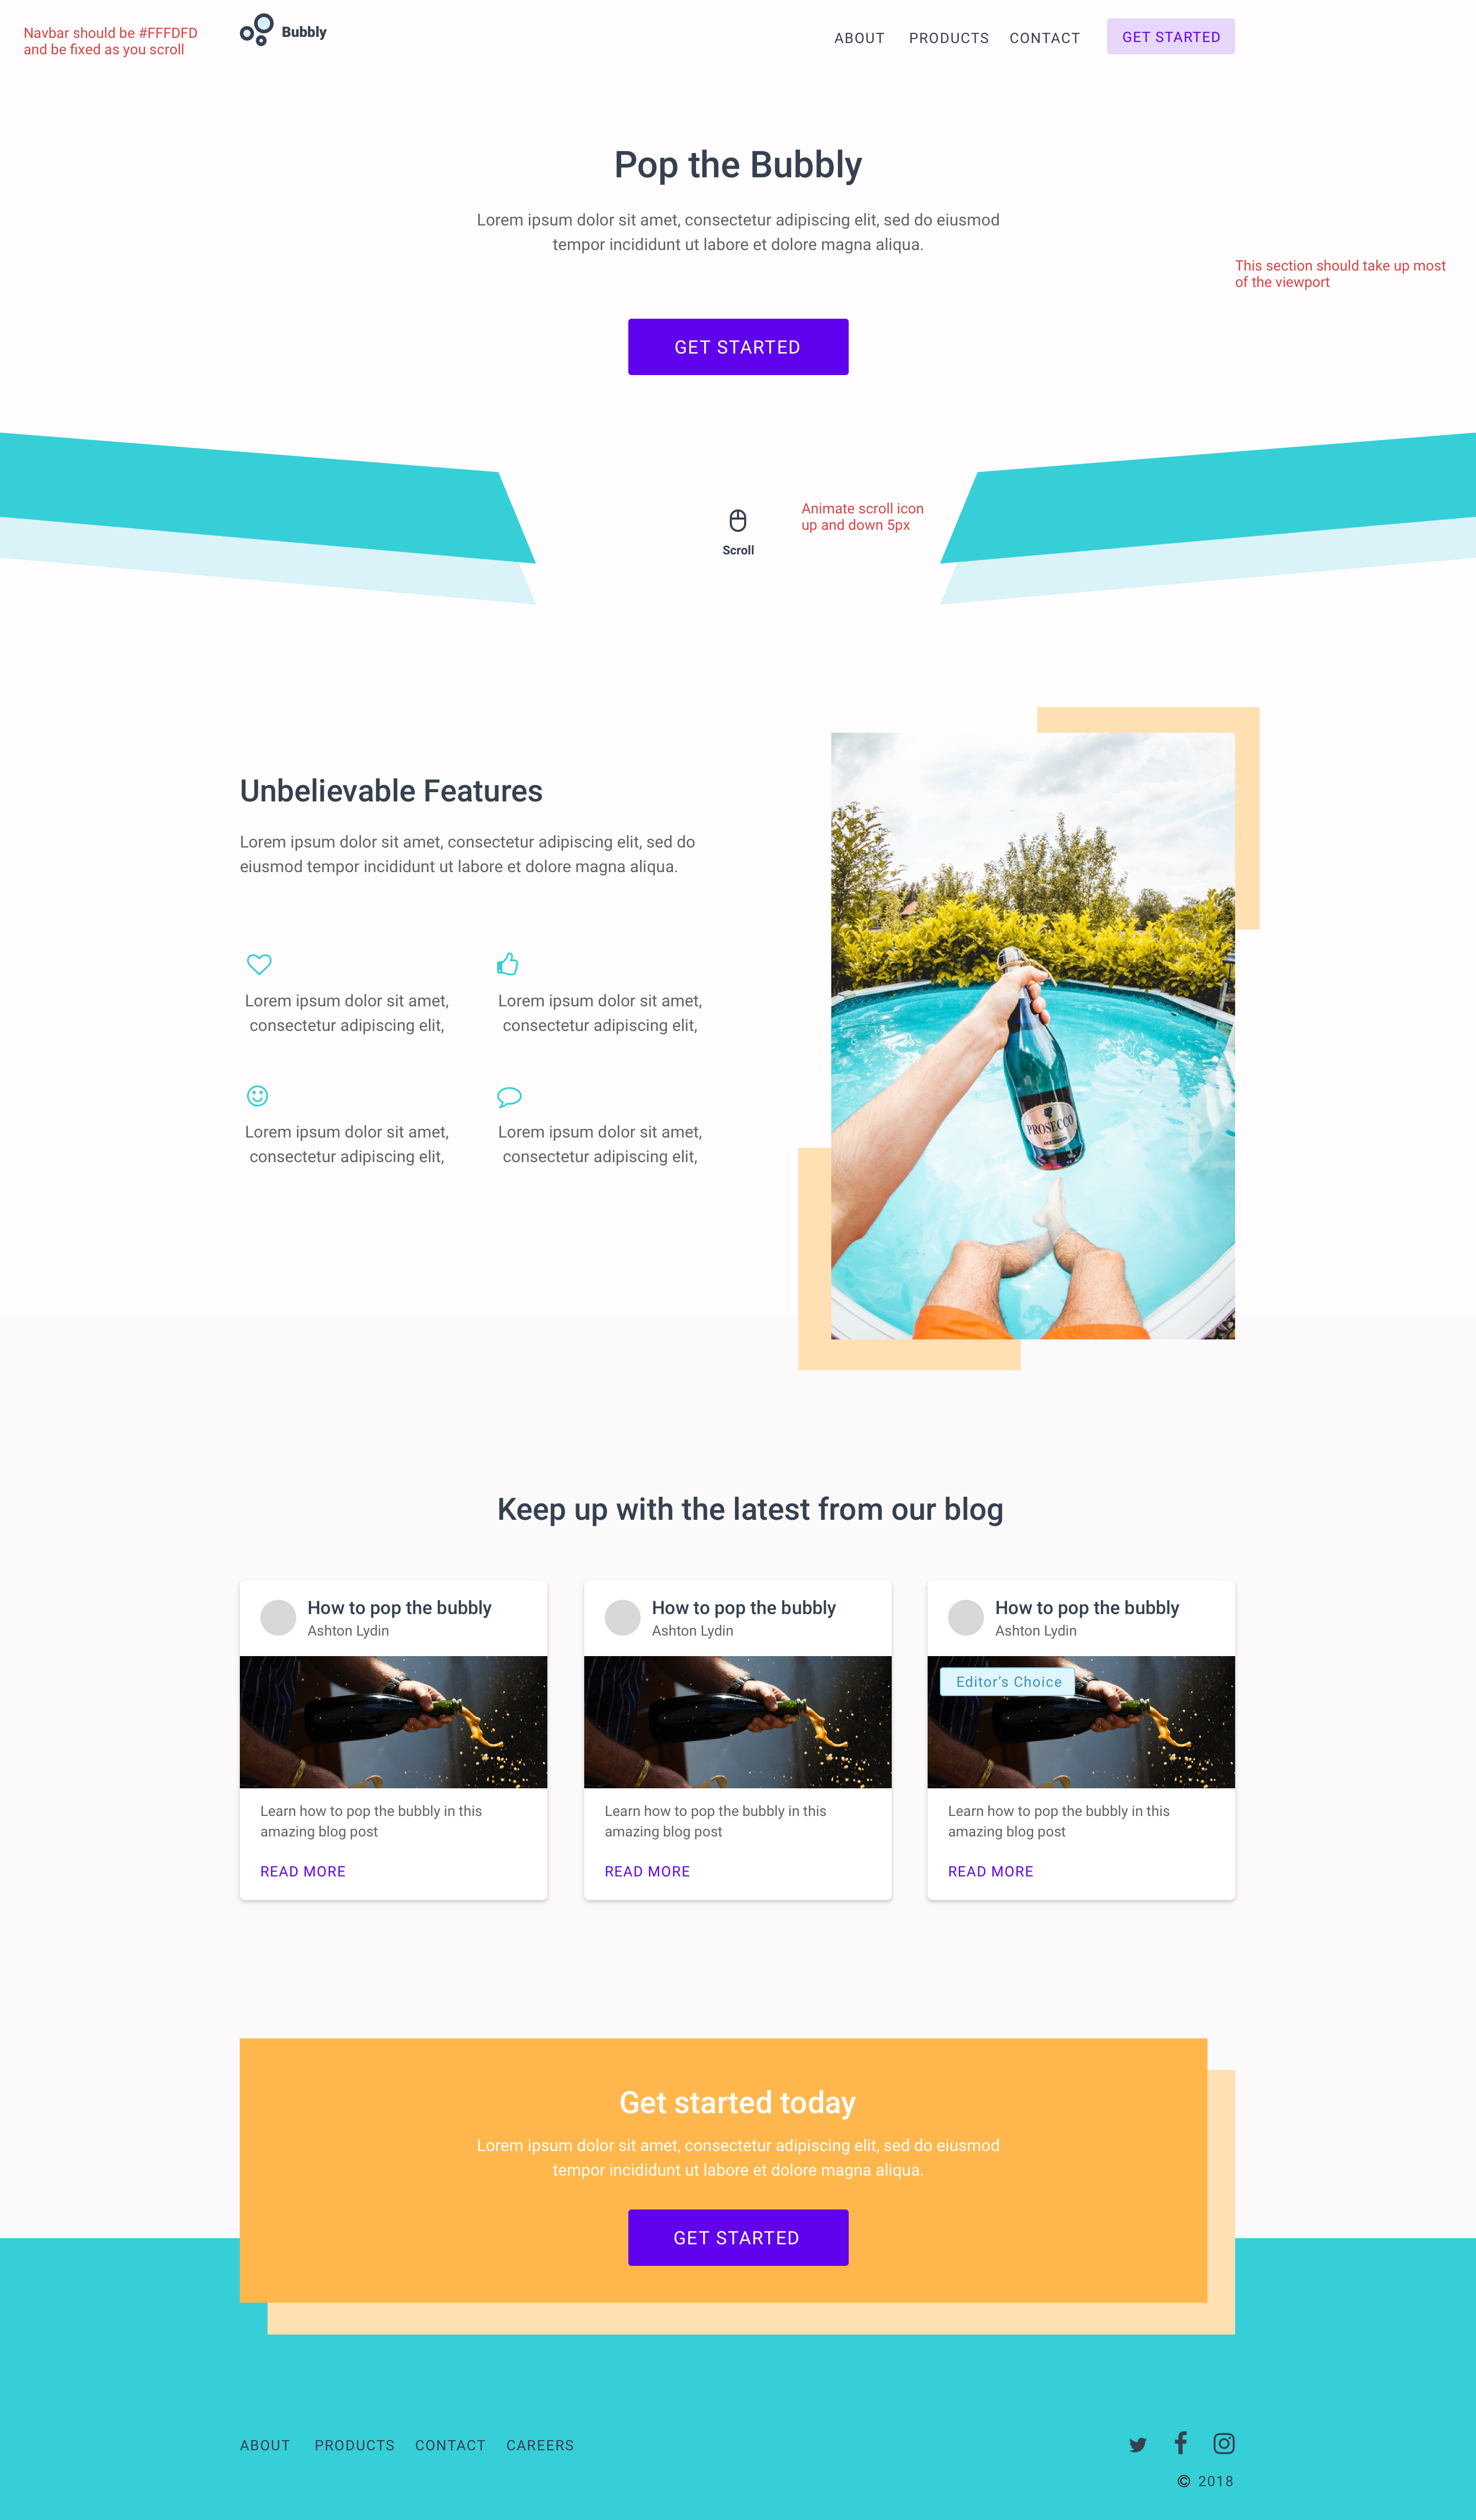 Navbar should be #FFFDFD
and be fixed as you scroll
Bubbly
ABOUT PRODUCTS CONTACT GET STARTED
Pop the Bubbly
Lorem ipsum dolor sit amet, consectetur adipiscing elit, sed do eiusmod
tempor incididunt ut labore et dolore magna aliqua.
This section should take up most
of the viewport
GET STARTED
Animate scroll icon
up and down 5px
Scroll
Unbelievable Features
Lorem ipsum dolor sit amet, consectetur adipiscing elit, sed do
eiusmod tempor incididunt ut labore et dolore magna aliqua.
Lorem ipsum dolor sit amet,
consectetur adipiscing elit,
Lorem ipsum dolor sit amet,
consectetur adipiscing elit,
Lorem ipsum dolor sit amet,
consectetur adipiscing elit,
Lorem ipsum dolor sit amet,
consectetur adipiscing elit,
PROSECCO
Keep up with the latest from our blog
How to pop the bubbly
Ashton Lydin
Learn how to pop the bubbly in this
amazing blog post
READ MORE
How to pop the bubbly
Ashton Lydin
Learn how to pop the bubbly in this
amazing blog post
READ MORE
How to pop the bubbly
Ashton Lydin
Editor’s Choice
Learn how to pop the bubbly in this
amazing blog post
READ MORE
Get started today
Lorem ipsum dolor sit amet, consectetur adipiscing elit, sed do eiusmod
tempor incididunt ut labore et dolore magna aliqua.
GET STARTED
ABOUT PRODUCTS CONTACT CAREERS
© 2018